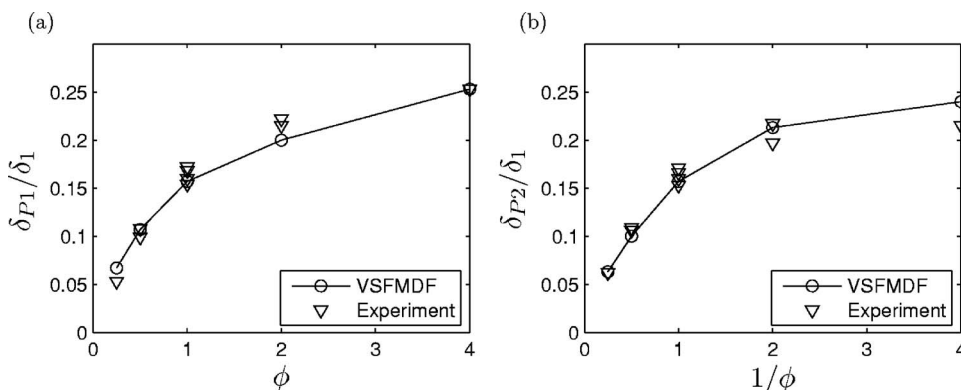 (a)
0.25
0.2
0.15
0.1
0.05
0
0 1 2 3 4
δ_{P1}/δ_1
ϕ
VSFMDF
Experiment
(b)
0.25
0.2
0.15
0.1
0.05
0
0 1 2 3 4
δ_{P2}/δ_1
1/ϕ
VSFMDF
Experiment